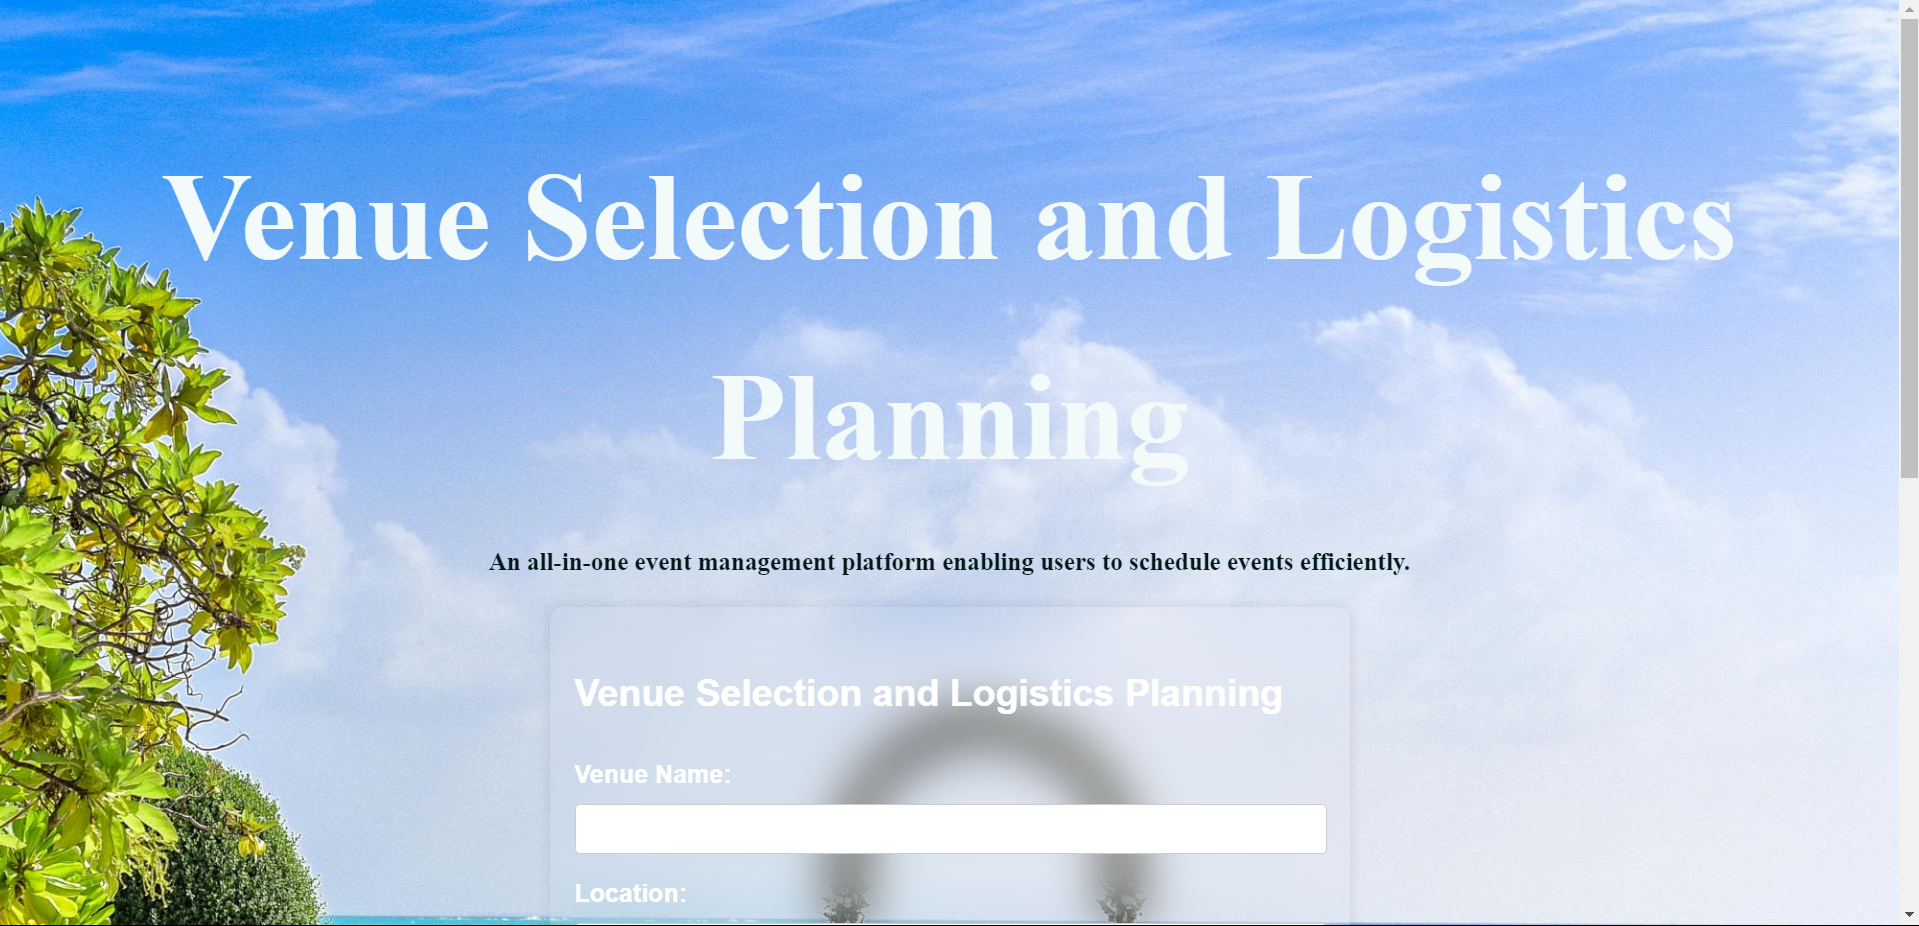 Venue Selection and Logistics
Planning
An all-in-one event management platform enabling users to schedule events efficiently.
Venue Selection and Logistics Planning
Venue Name:
Location: